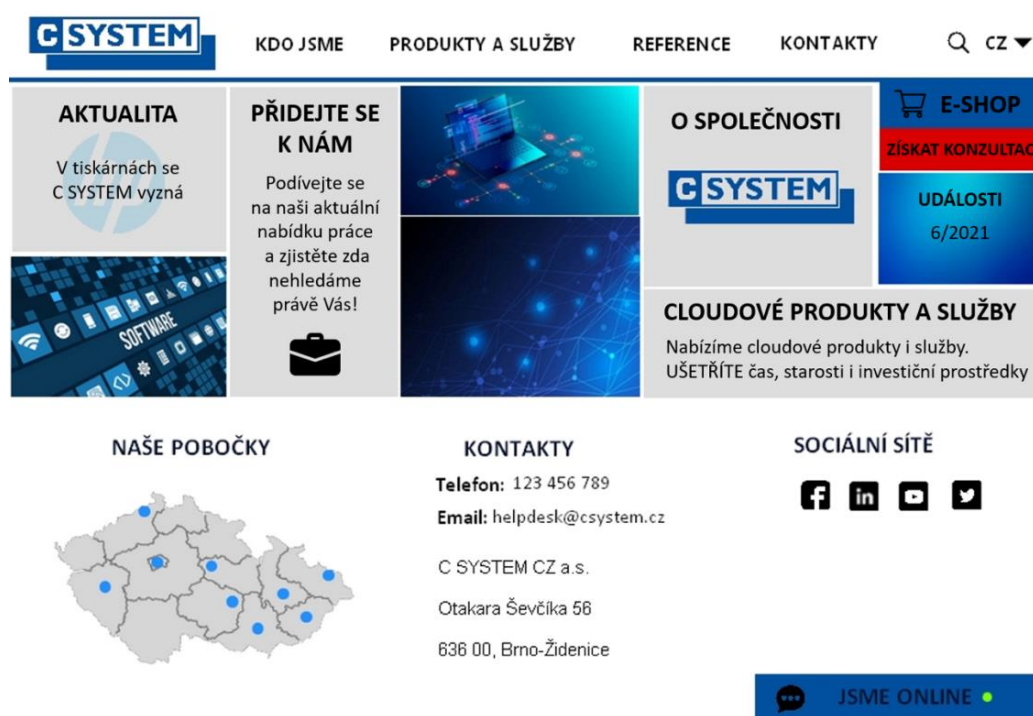 C SYSTEM
KDO JSME
PRODUKTY A SLUŽBY
REFERENCE
KONTAKTY
CZ
AKTUALITA
V tiskárnách se
C SYSTEM vyzná
hp
SOFTWARE
PŘIDEJTE SE
K NÁM
Podívejte se
na naši aktuální
nabídku práce
a zjistěte zda
nehledáme
právě Vás!
O SPOLEČNOSTI
C SYSTEM
E-SHOP
ZÍSKAT KONZULTAC
UDÁLOSTI
6/2021
CLOUDOVÉ PRODUKTY A SLUŽBY
Nabízíme cloudové produkty i služby.
UŠETŘÍTE čas, starosti i investiční prostředky
NAŠE POBOČKY
KONTAKTY
Telefon: 123 456 789
Email: helpdesk@csystem.cz
C SYSTEM CZ a.s.
Otakara Ševčíka 56
636 00, Brno-Židenice
SOCIÁLNÍ SÍTĚ
f
in
JSME ONLINE